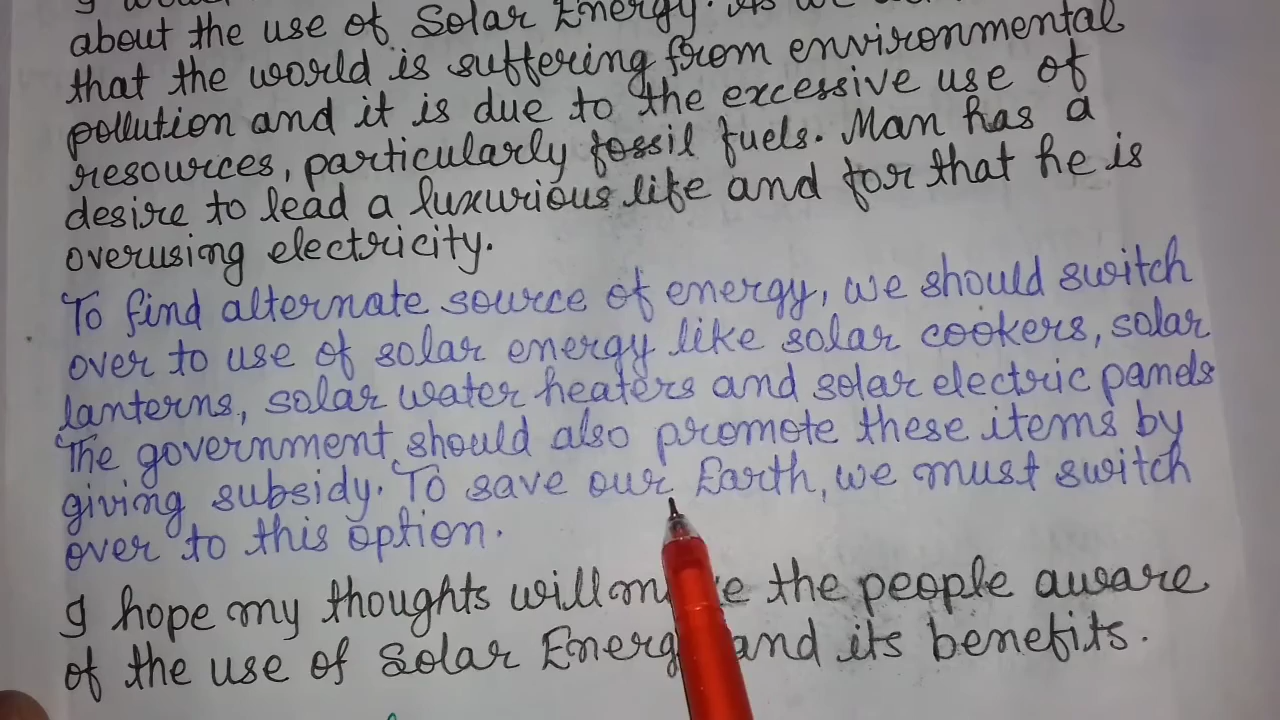 about the use of Solar Energy. As we
that the world is suffering from environmental
pollution and it is due to the excessive use of
resources, particularly fossil fuels. Man has a
desire to lead a luxurious life and for that he is
overusing electricity.
To find alternate source of energy, we should switch
over to use of solar energy like solar cookers, solar
lanterns, solar water heaters and solar electric panels
The government should also promote these items by
giving subsidy. To save our Earth, we must switch
over to this option.
I hope my thoughts will the people aware
of the use of Solar Energy and its benefits.